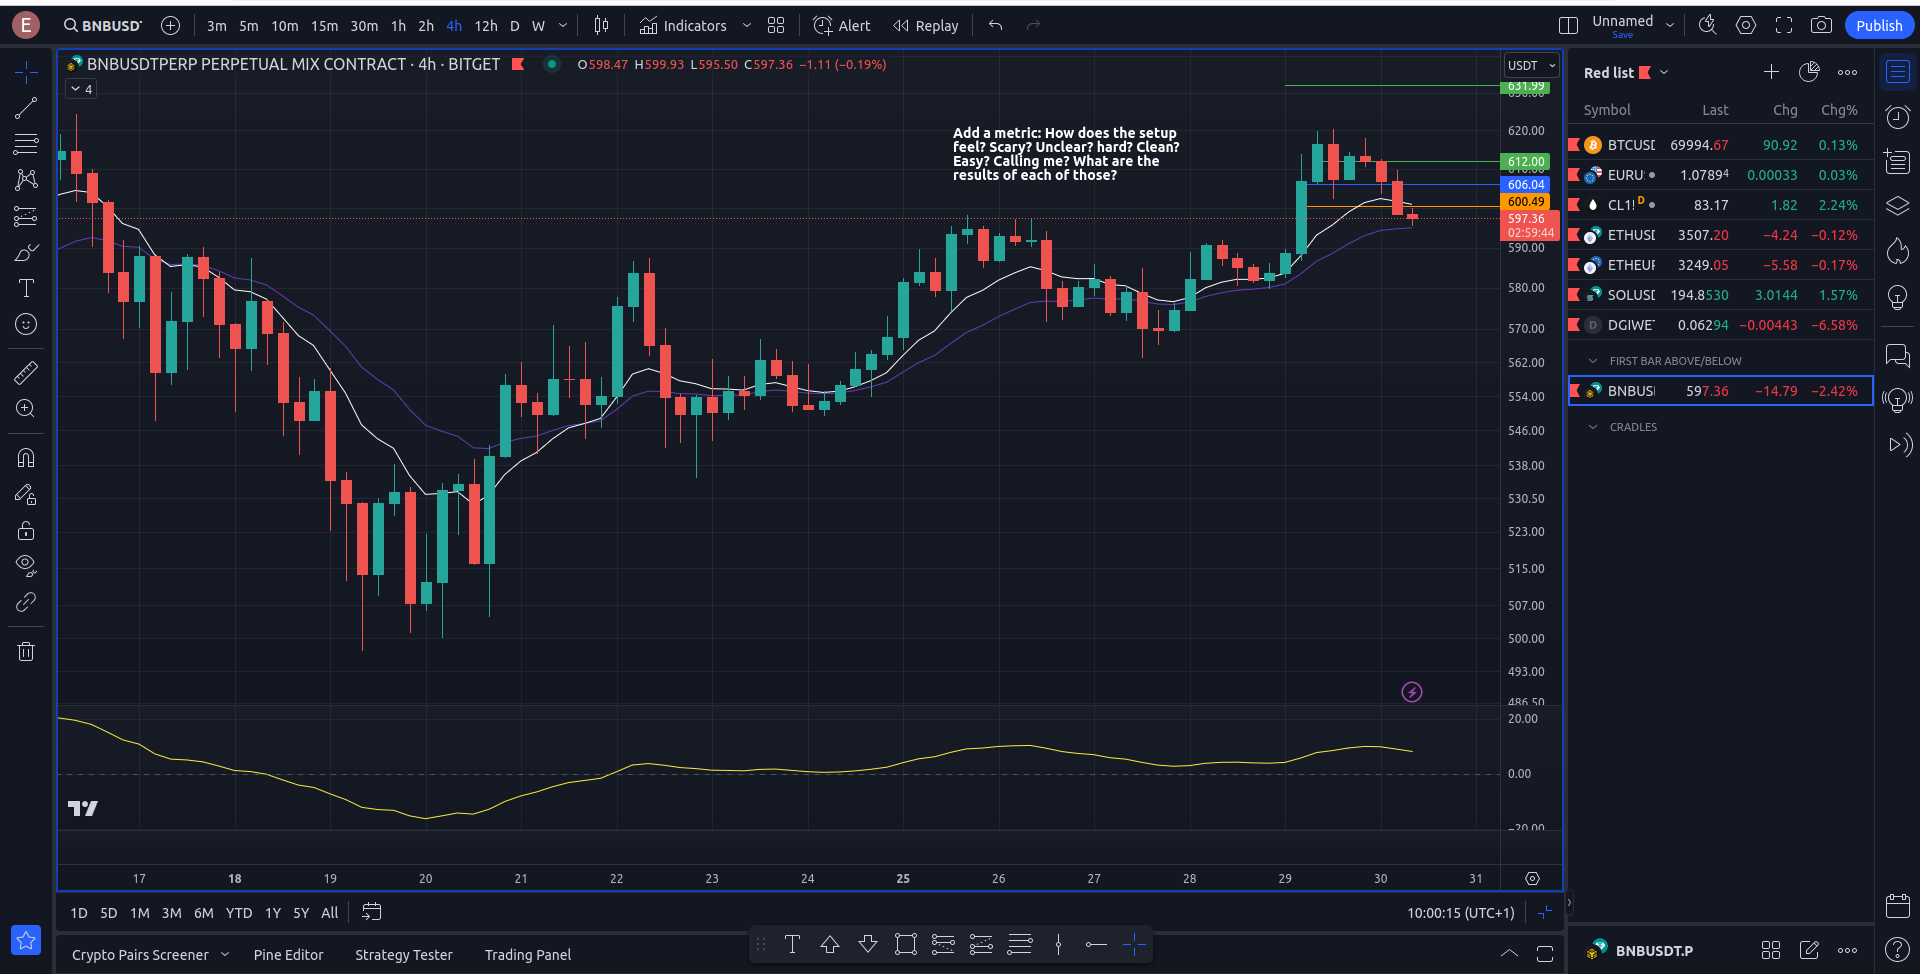 E
BNBUSDT
3m 5m 10m 15m 30m 1h 2h 4h 12h D W
Indicators
Alert
Replay
Unnamed
Save
Publish
BNBUSDTPERP PERPETUAL MIX CONTRACT · 4h · BITGET
O598.47 H599.93 L595.50 C597.36 −1.11 (−0.19%)
4
Add a metric: How does the setup
feel? Scary? Unclear? hard? Clean?
Easy? Calling me? What are the
results of each of those?
USDT
631.99
620.00
612.00
606.04
600.49
597.36
02:59:44
590.00
580.00
570.00
562.00
554.00
546.00
538.00
530.50
523.00
515.00
507.00
500.00
493.00
486.50
20.00
0.00
−20.00
17 18 19 20 21 22 23 24 25 26 27 28 29 30 31
1D 5D 1M 3M 6M YTD 1Y 5Y All
10:00:15 (UTC+1)
Crypto Pairs Screener
Pine Editor
Strategy Tester
Trading Panel
T
Red list
Symbol Last Chg Chg%
BTCUSD 69994.67 90.92 0.13%
EURU 1.07894 0.00033 0.03%
CL1! D 83.17 1.82 2.24%
ETHUSD 3507.20 −4.24 −0.12%
ETHEUR 3249.05 −5.58 −0.17%
SOLUSD 194.8530 3.0144 1.57%
D DGIWET 0.06294 −0.00443 −6.58%
FIRST BAR ABOVE/BELOW
BNBUSI 597.36 −14.79 −2.42%
CRADLES
BNBUSDT.P